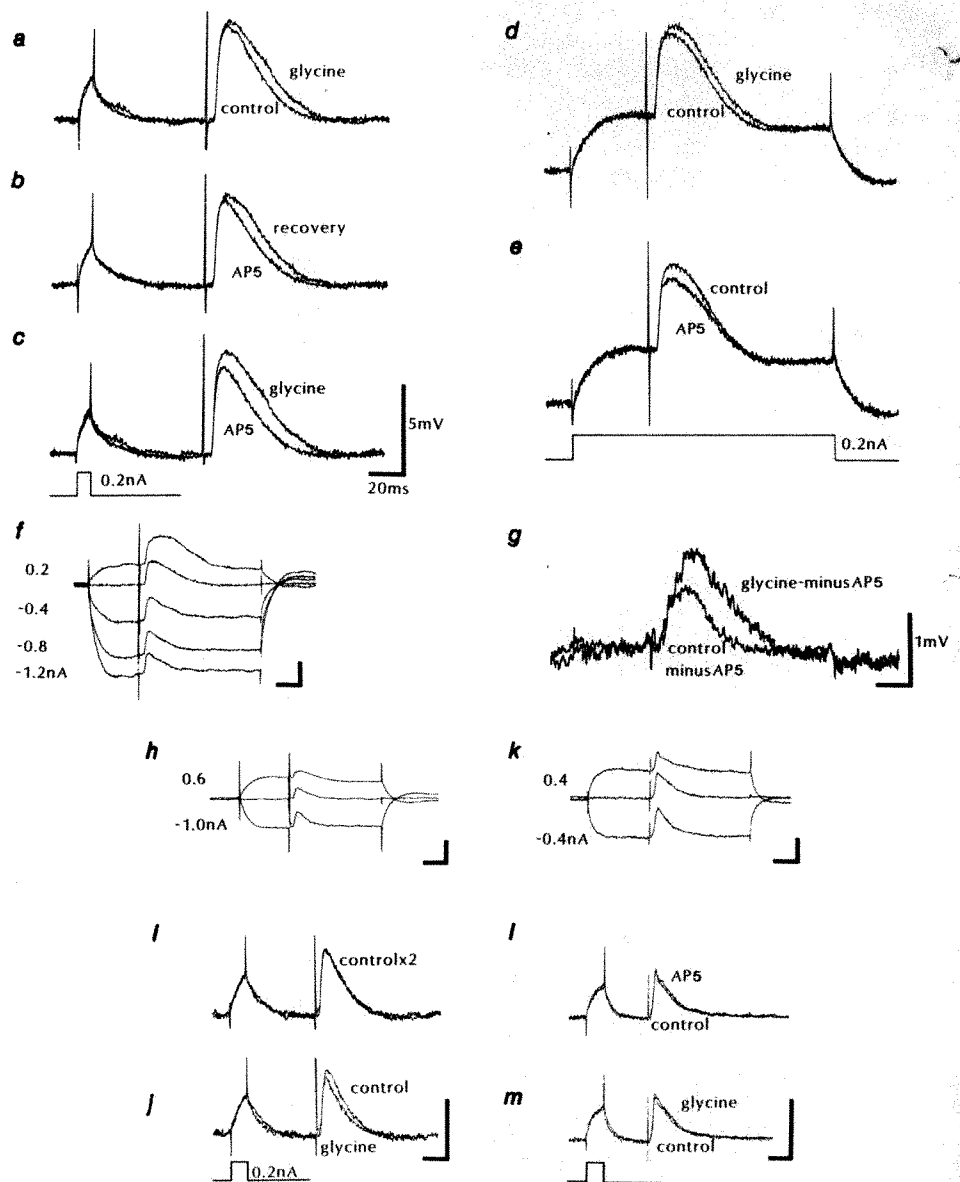 a
glycine
control
b
recovery
AP5
c
glycine
AP5
5mV
20ms
0.2nA
d
glycine
control
e
control
AP5
0.2nA
f
0.2
-0.4
-0.8
-1.2nA
g
glycine-minusAP5
control
minusAP5
1mV
h
0.6
-1.0nA
k
0.4
-0.4nA
i
controlx2
l
AP5
control
j
control
glycine
0.2nA
m
glycine
control